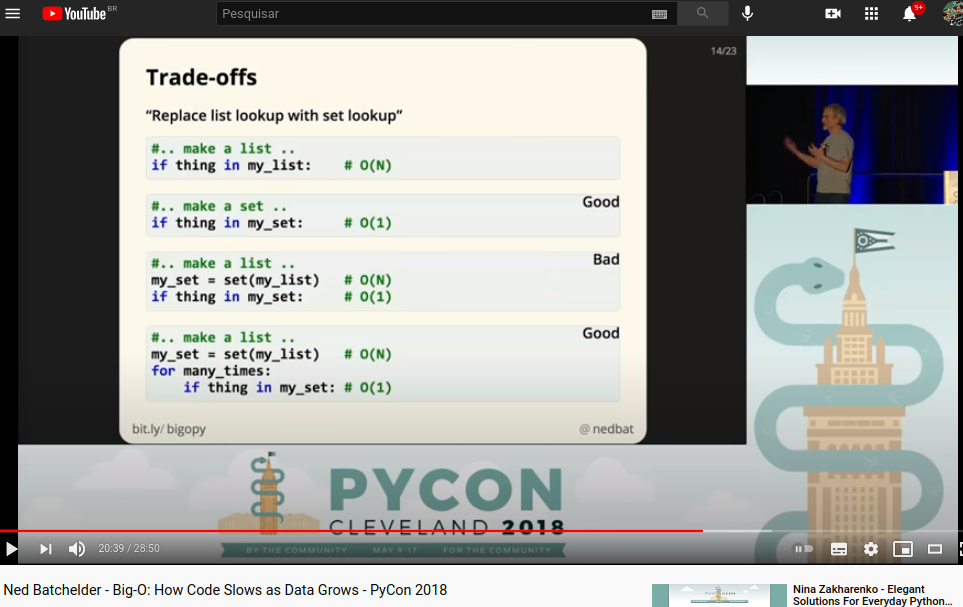 YouTube BR
Pesquisar
9+
14/23
Trade-offs
“Replace list lookup with set lookup”
#.. make a list ..
if thing in my_list: # O(N)
Good
#.. make a set ..
if thing in my_set: # O(1)
Bad
#.. make a list ..
my_set = set(my_list) # O(N)
if thing in my_set: # O(1)
Good
#.. make a list ..
my_set = set(my_list) # O(N)
for many_times:
if thing in my_set: # O(1)
bit.ly/bigopy
@nedbat
PYCON
CLEVELAND 2018
BY THE COMMUNITY MAY 9-17 FOR THE COMMUNITY
20:39 / 28:50
Ned Batchelder - Big-O: How Code Slows as Data Grows - PyCon 2018
Nina Zakharenko - Elegant
Solutions For Everyday Python...